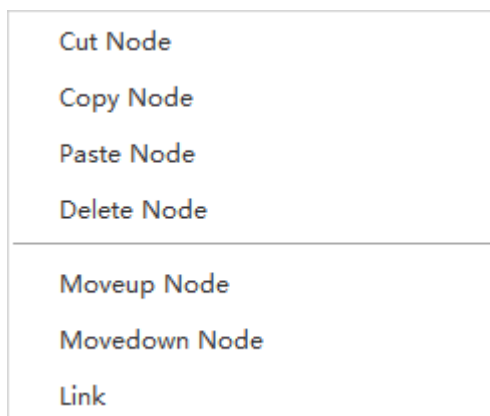 Cut Node
Copy Node
Paste Node
Delete Node
Moveup Node
Movedown Node
Link